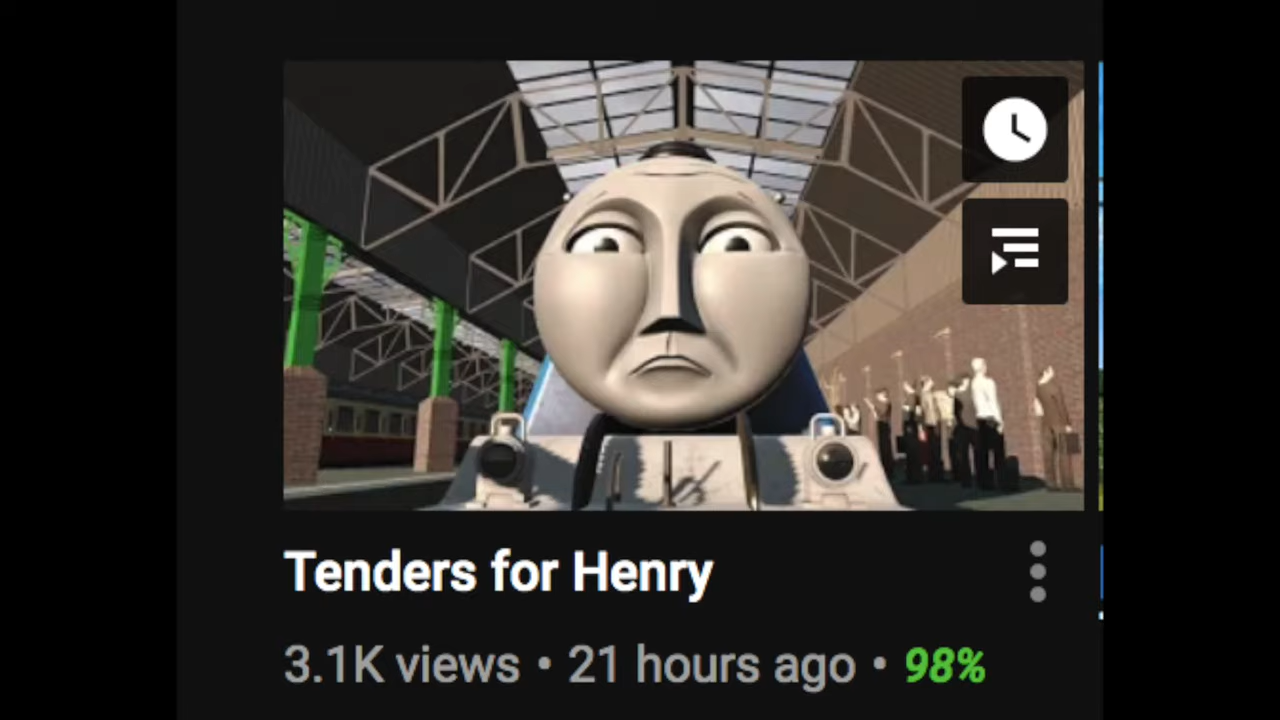 Tenders for Henry
3.1K views • 21 hours ago • 98%